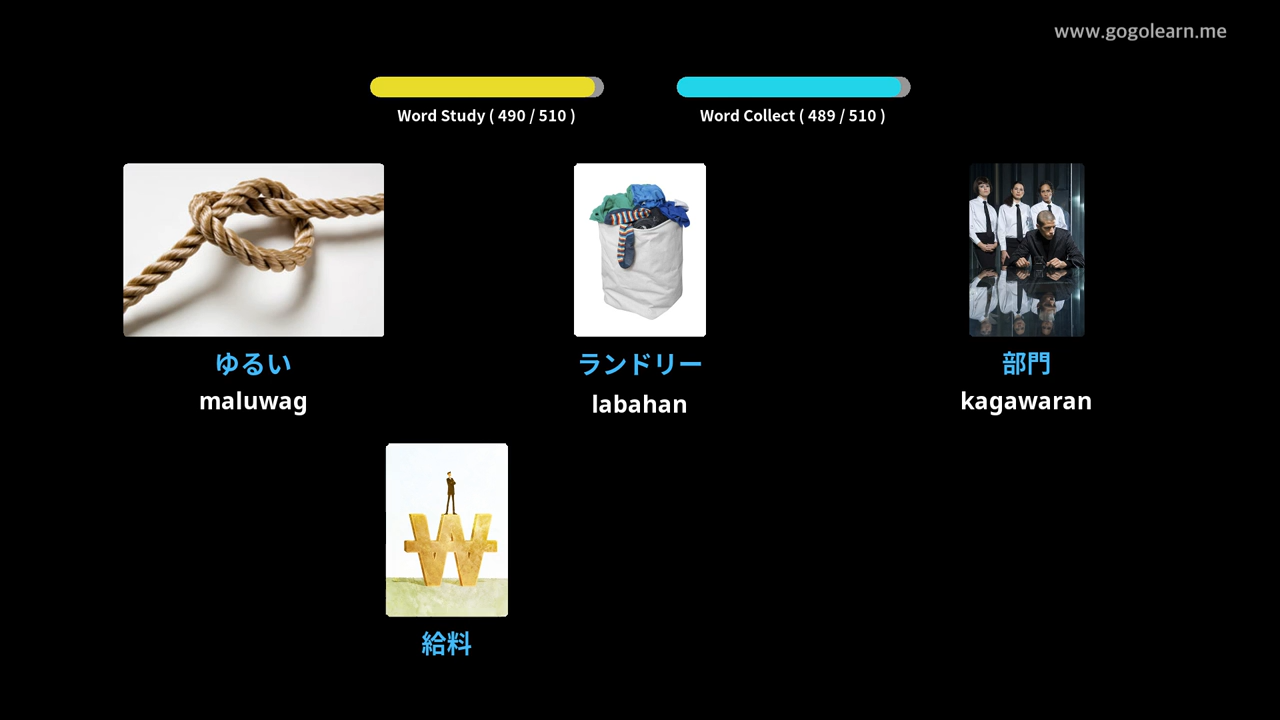 www.gogolearn.me
Word Study ( 490 / 510 )
Word Collect ( 489 / 510 )
ゆるい
maluwag
ランドリー
labahan
部門
kagawaran
給料